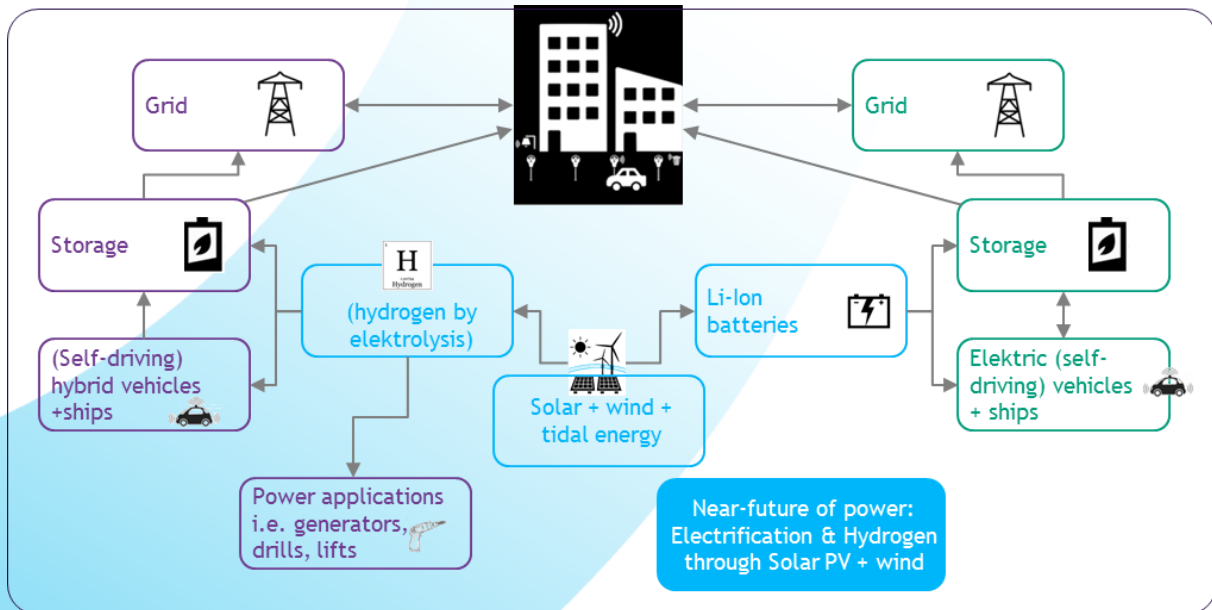 Grid
Grid
Storage
Storage
H
Hydrogen
(hydrogen by
elektrolysis)
Li-Ion
batteries
(Self-driving)
hybrid vehicles
+ships
Elektric (self-
driving) vehicles
+ ships
Solar + wind +
tidal energy
Power applications
i.e. generators,
drills, lifts
Near-future of power:
Electrification & Hydrogen
through Solar PV + wind